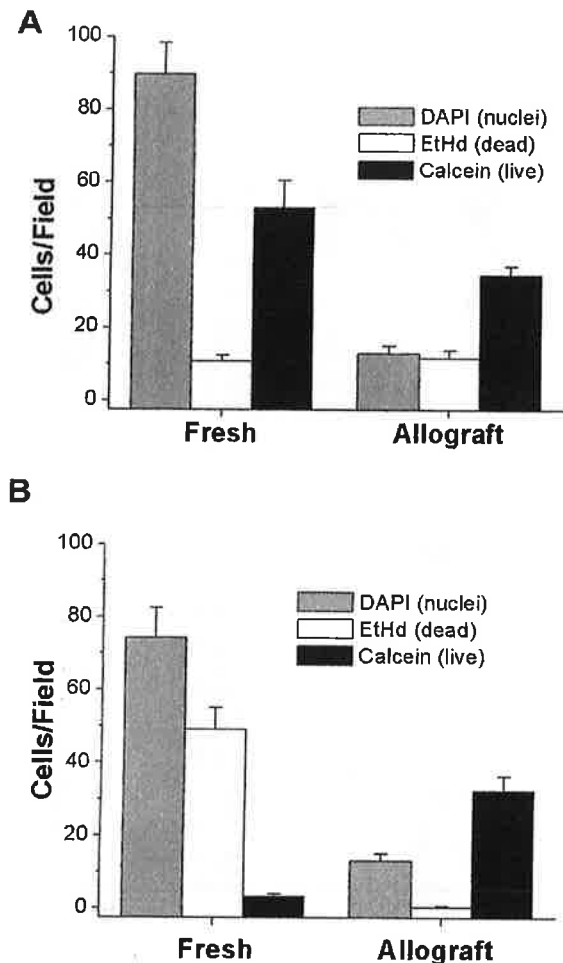 A
100
80
60
40
20
0
Cells/Field
DAPI (nuclei)
EtHd (dead)
Calcein (live)
Fresh Allograft
B
100
80
60
40
20
0
Cells/Field
DAPI (nuclei)
EtHd (dead)
Calcein (live)
Fresh Allograft